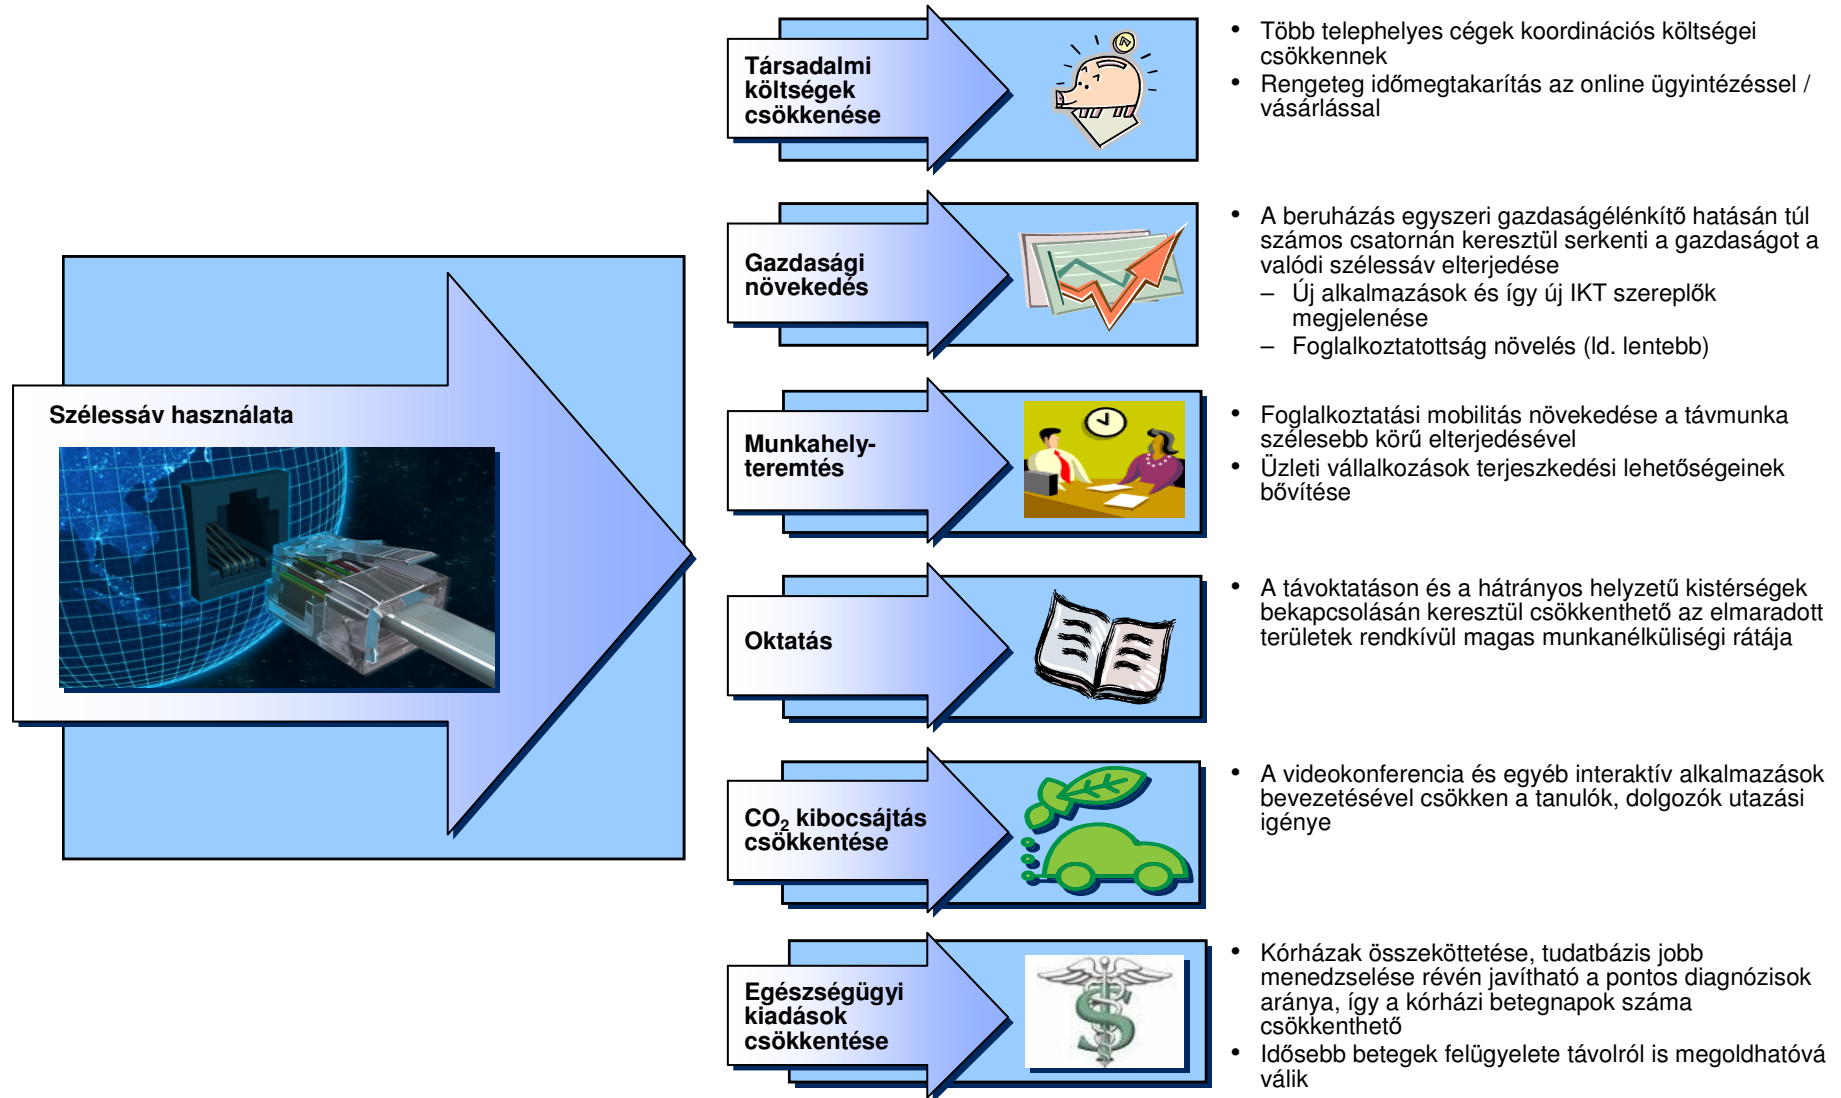 Szélessáv használata
Társadalmi
költségek
csökkenése
• Több telephelyes cégek koordinációs költségei
csökkennek
• Rengeteg időmegtakarítás az online ügyintézéssel /
vásárlással
Gazdasági
növekedés
• A beruházás egyszeri gazdaságélénkítő hatásán túl
számos csatornán keresztül serkenti a gazdaságot a
valódi szélessáv elterjedése
– Új alkalmazások és így új IKT szereplők
megjelenése
– Foglalkoztatottság növelés (ld. lentebb)
Munkahely-
teremtés
• Foglalkoztatási mobilitás növekedése a távmunka
szélesebb körű elterjedésével
• Üzleti vállalkozások terjeszkedési lehetőségeinek
bővítése
Oktatás
• A távoktatáson és a hátrányos helyzetű kistérségek
bekapcsolásán keresztül csökkenthető az elmaradott
területek rendkívül magas munkanélküliségi rátája
CO₂ kibocsájtás
csökkentése
• A videokonferencia és egyéb interaktív alkalmazások
bevezetésével csökken a tanulók, dolgozók utazási
igénye
Egészségügyi
kiadások
csökkentése
• Kórházak összeköttetése, tudatbázis jobb
menedzselése révén javítható a pontos diagnózisok
aránya, így a kórházi betegnapok száma
csökkenthető
• Idősebb betegek felügyelete távolról is megoldhatóvá
válik